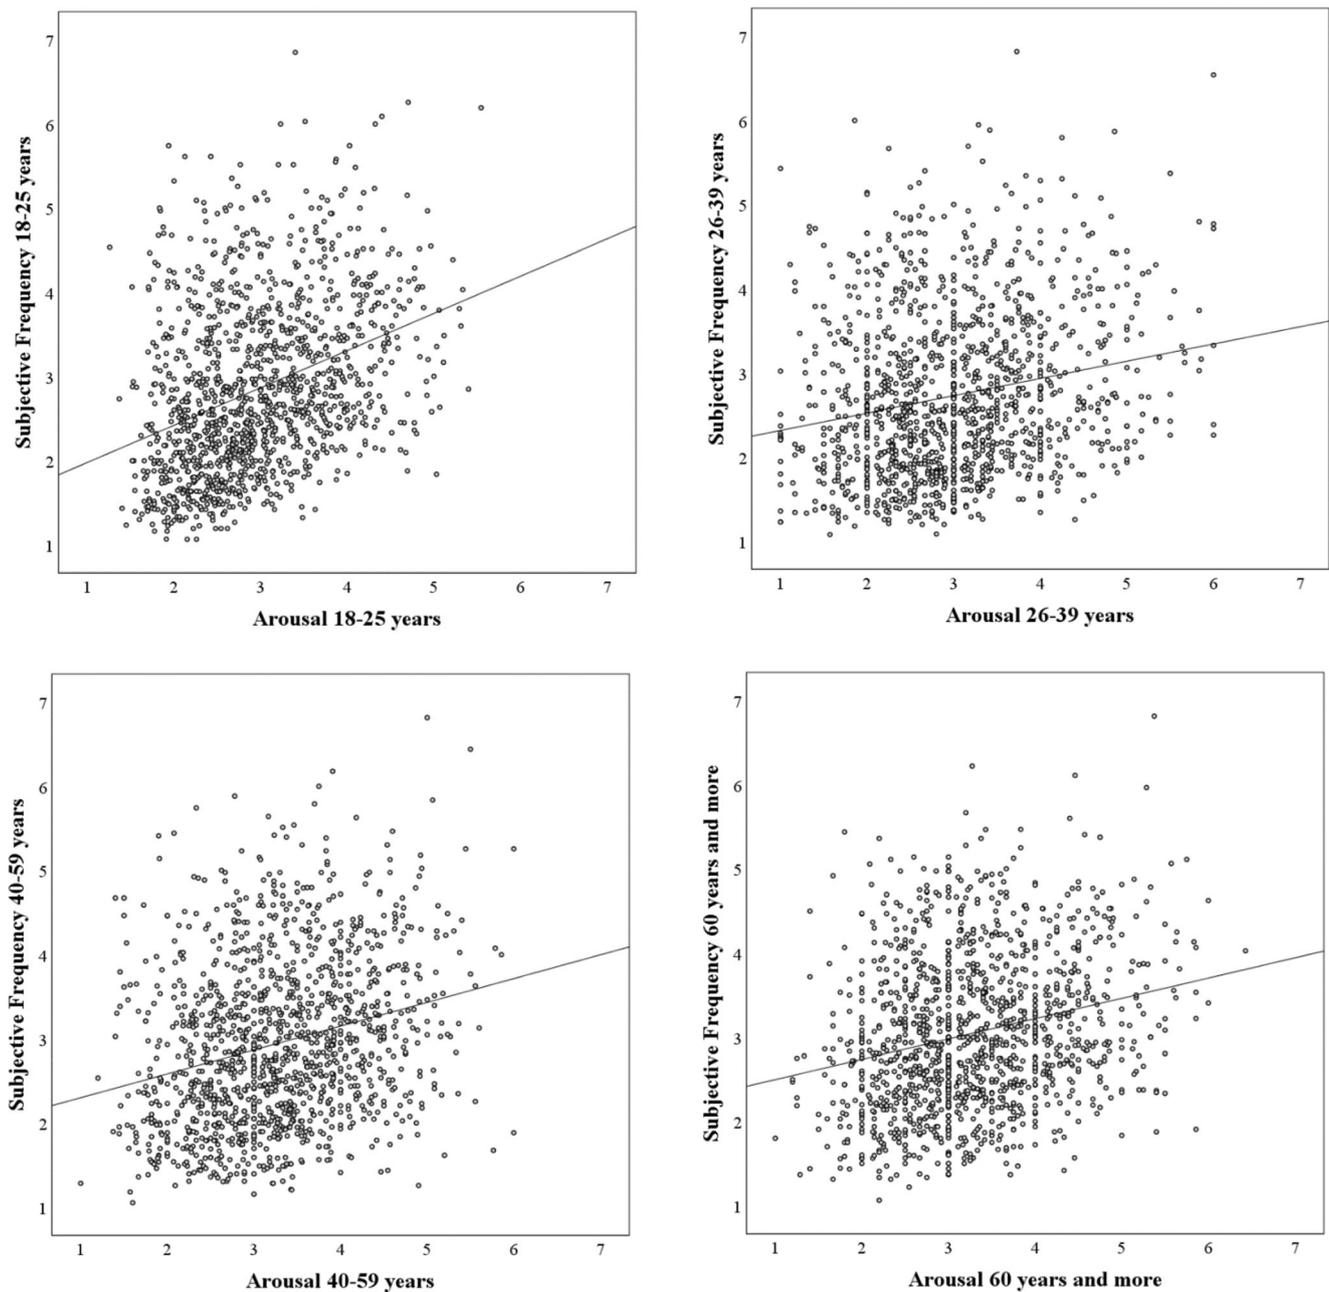 7
6
5
4
3
2
1
Subjective Frequency 18-25 years
1 2 3 4 5 6 7
Arousal 18-25 years
7
6
5
4
3
2
1
Subjective Frequency 26-39 years
1 2 3 4 5 6 7
Arousal 26-39 years
7
6
5
4
3
2
1
Subjective Frequency 40-59 years
1 2 3 4 5 6 7
Arousal 40-59 years
7
6
5
4
3
2
1
Subjective Frequency 60 years and more
1 2 3 4 5 6 7
Arousal 60 years and more